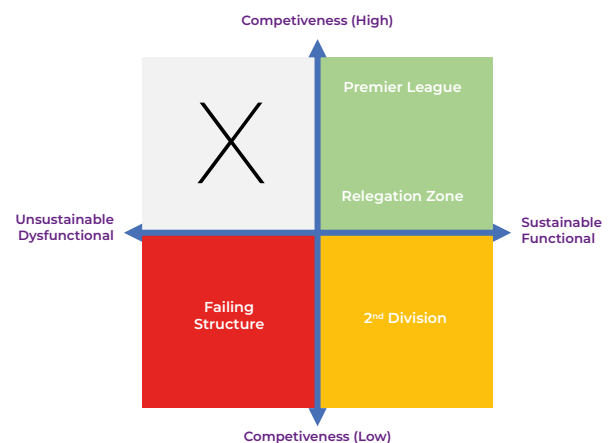 Competiveness (High)
Premier League
Relegation Zone
Unsustainable
Dysfunctional
Sustainable
Functional
Failing
Structure
2nd Division
Competiveness (Low)